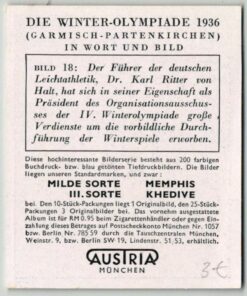 DIE WINTER-OLYMPIADE 1936
(GARMISCH-PARTENKIRCHEN)
IN WORT UND BILD
BILD 18: Der Führer der deutschen
Leichtathletik, Dr. Karl Ritter von
Halt, hat sich in seiner Eigenschaft als
Präsident des Organisationsausschus-
ses der IV. Winterolympiade große
Verdienste um die vorbildliche Durch-
führung der Winterspiele erworben.
Diese hochinteressante Bilderserie besteht aus 200 farbigen
Buchdruck- bzw. blau getönten Tiefdruckbildern. Die Bilder
liegen unseren Standardmarken, und zwar:
MILDE SORTE MEMPHIS
III. SORTE KHEDIVE
bei. Den 10-Stück-Packungen liegt 1 Originalbild, den 25-Stück-
Packungen 3 Originalbilder bei. Das vornehm ausgestattete
Album ist für RM 0.95 beim Zigarettenhändler oder gegen Ein-
zahlung dieses Betrages auf Postscheckkonto München Nr. 1057
bzw. Berlin Nr. 785 59 durch die Tauschzentralen München,
Weinstr. 9, bzw. Berlin SW 19, Lindenstr. 51-53, erhältlich.
AUSTRIA
MÜNCHEN
3€